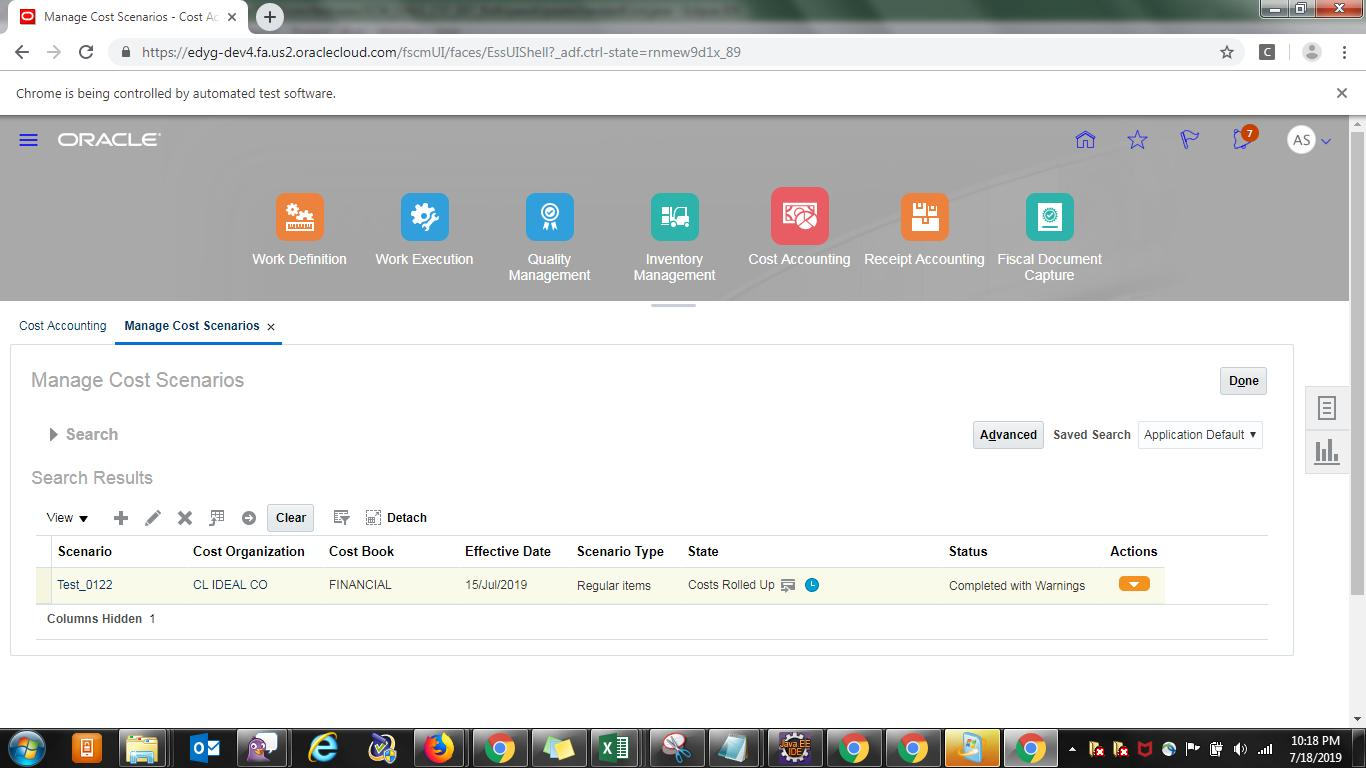 Manage Cost Scenarios - Cost Ac
https://edyg-dev4.fa.us2.oraclecloud.com/fscmUI/faces/EssUIShell?_adf.ctrl-state=rnmew9d1x_89
C
Chrome is being controlled by automated test software.
ORACLE
7
AS
Work Definition
Work Execution
Quality Management
Inventory Management
Cost Accounting
Receipt Accounting
Fiscal Document Capture
Cost Accounting Manage Cost Scenarios
Manage Cost Scenarios
Done
Search
Advanced Saved Search Application Default
Search Results
View Clear Detach
Scenario Cost Organization Cost Book Effective Date Scenario Type State Status Actions
Test_0122 CL IDEAL CO FINANCIAL 15/Jul/2019 Regular items Costs Rolled Up Completed with Warnings
Columns Hidden 1
Java EE
IDE
10:18 PM
7/18/2019